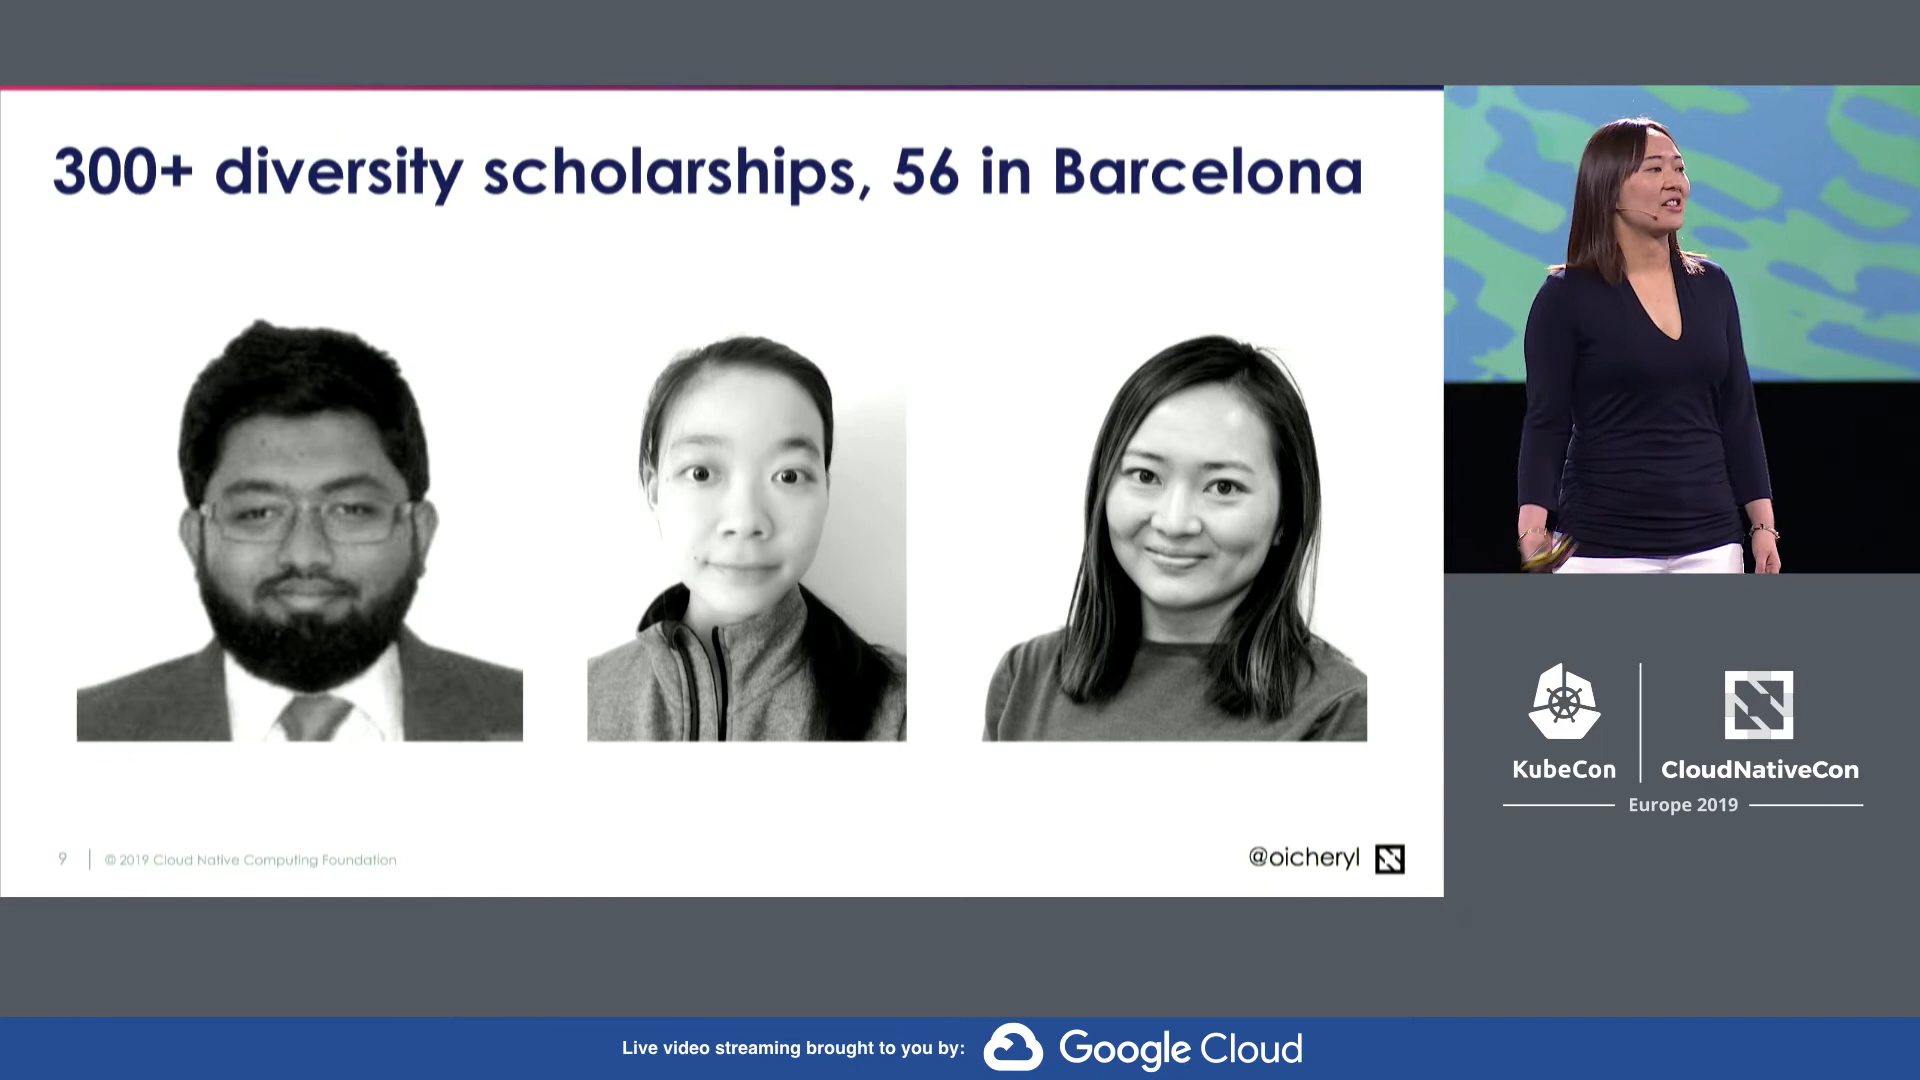 300+ diversity scholarships, 56 in Barcelona
9 © 2019 Cloud Native Computing Foundation
@oicheryl
KubeCon
CloudNativeCon
Europe 2019
Live video streaming brought to you by:
Google Cloud